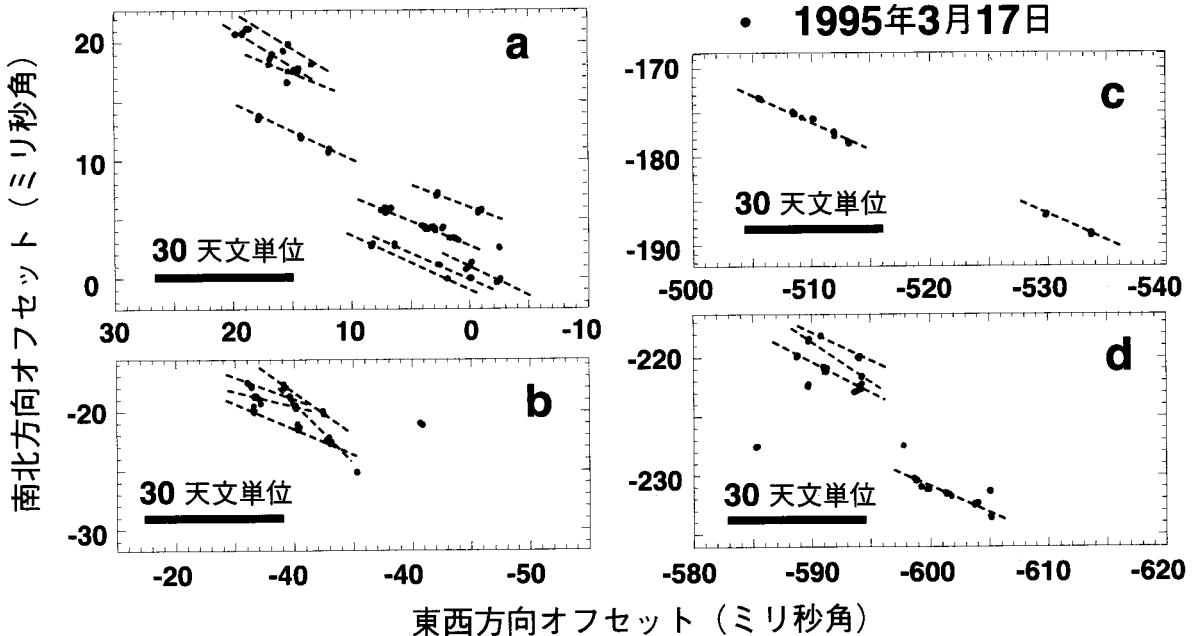 ● 1995年3月17日
南北方向オフセット（ミリ秒角）
20
10
0
a
30 天文単位
30 20 10 0 -10
-20
-30
b
30 天文単位
-20 -40 -40 -50
-170
-180
-190
c
30 天文単位
-500 -510 -520 -530 -540
-220
-230
d
30 天文単位
-580 -590 -600 -610 -620
東西方向オフセット（ミリ秒角）